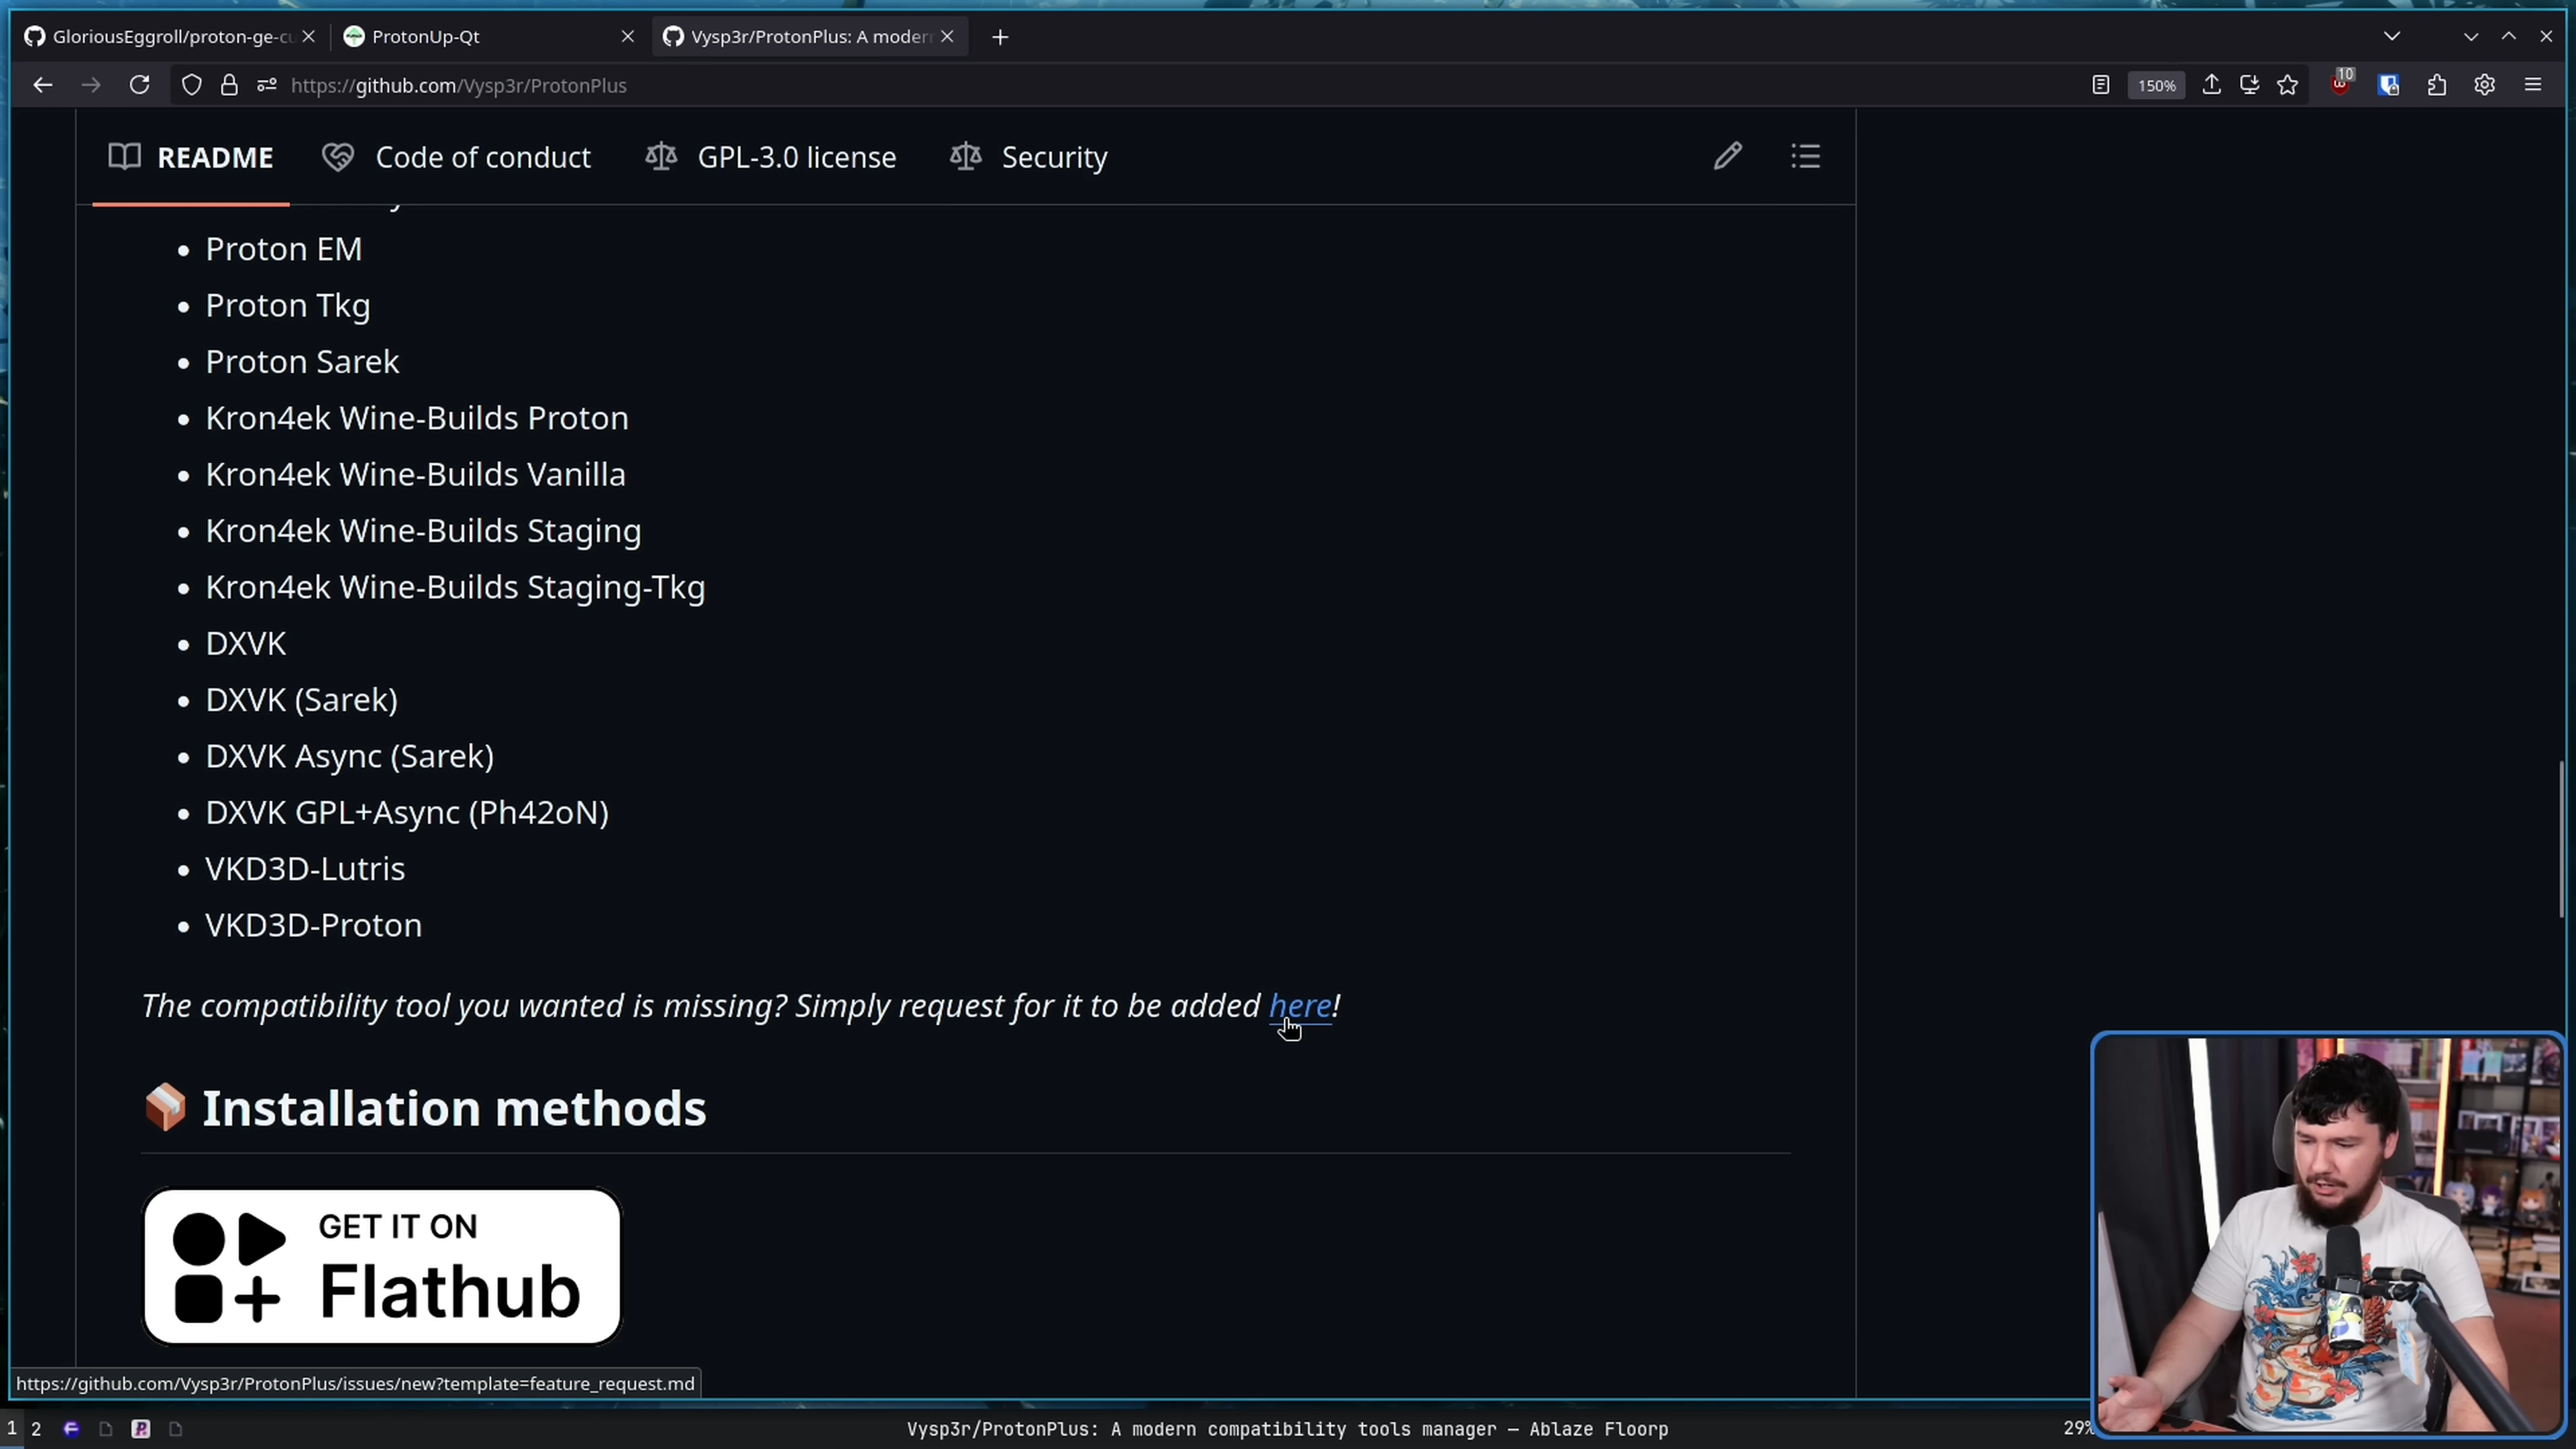 GloriousEggroll/proton-ge-cu
ProtonUp-Qt
Vysp3r/ProtonPlus: A modern
https://github.com/Vysp3r/ProtonPlus
150%
10
README
Code of conduct
GPL-3.0 license
Security
• Proton EM
• Proton Tkg
• Proton Sarek
• Kron4ek Wine-Builds Proton
• Kron4ek Wine-Builds Vanilla
• Kron4ek Wine-Builds Staging
• Kron4ek Wine-Builds Staging-Tkg
• DXVK
• DXVK (Sarek)
• DXVK Async (Sarek)
• DXVK GPL+Async (Ph42oN)
• VKD3D-Lutris
• VKD3D-Proton
The compatibility tool you wanted is missing? Simply request for it to be added here!
Installation methods
GET IT ON
Flathub
https://github.com/Vysp3r/ProtonPlus/issues/new?template=feature_request.md
1 2
Vysp3r/ProtonPlus: A modern compatibility tools manager — Ablaze Floorp
29%